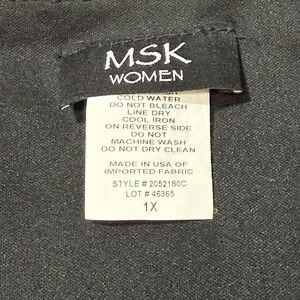 MSK
WOMEN
COLD WATER
DO NOT BLEACH
LINE DRY
COOL IRON
ON REVERSE SIDE
DO NOT
MACHINE WASH
DO NOT DRY CLEAN
MADE IN USA OF
IMPORTED FABRIC
STYLE # 2052180C
LOT # 46365
1X